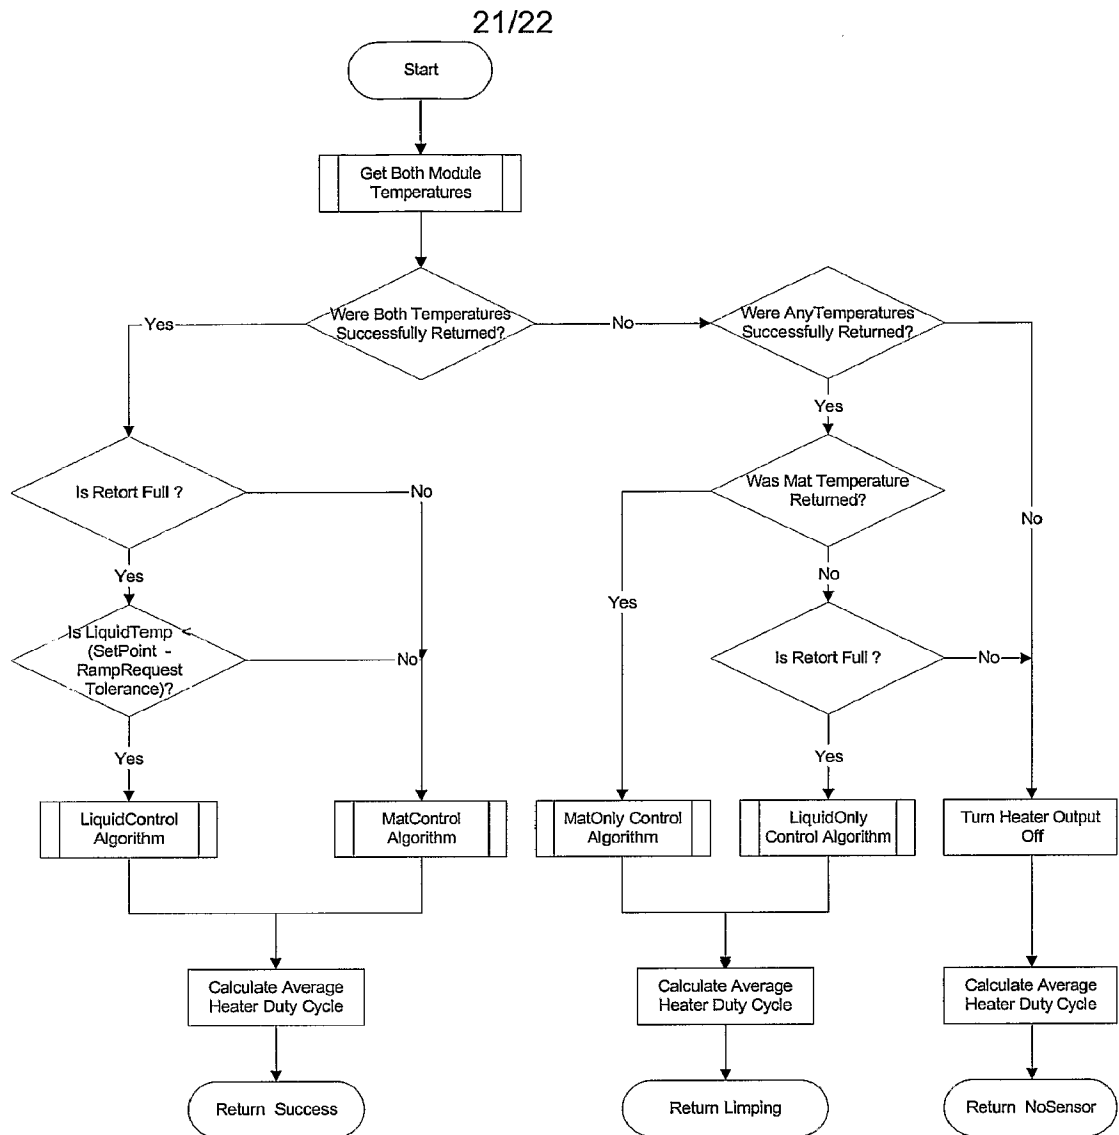 21/22
Start
Get Both Module
Temperatures
Were Both Temperatures
Successfully Returned?
Yes
No
Were AnyTemperatures
Successfully Returned?
Yes
No
Is Retort Full ?
No
Yes
Was Mat Temperature
Returned?
Yes
No
Is LiquidTemp <
(SetPoint -
RampRequest
Tolerance)?
No
Yes
Is Retort Full ?
No
Yes
LiquidControl
Algorithm
MatControl
Algorithm
MatOnly Control
Algorithm
LiquidOnly
Control Algorithm
Turn Heater Output
Off
Calculate Average
Heater Duty Cycle
Calculate Average
Heater Duty Cycle
Calculate Average
Heater Duty Cycle
Return Success
Return Limping
Return NoSensor